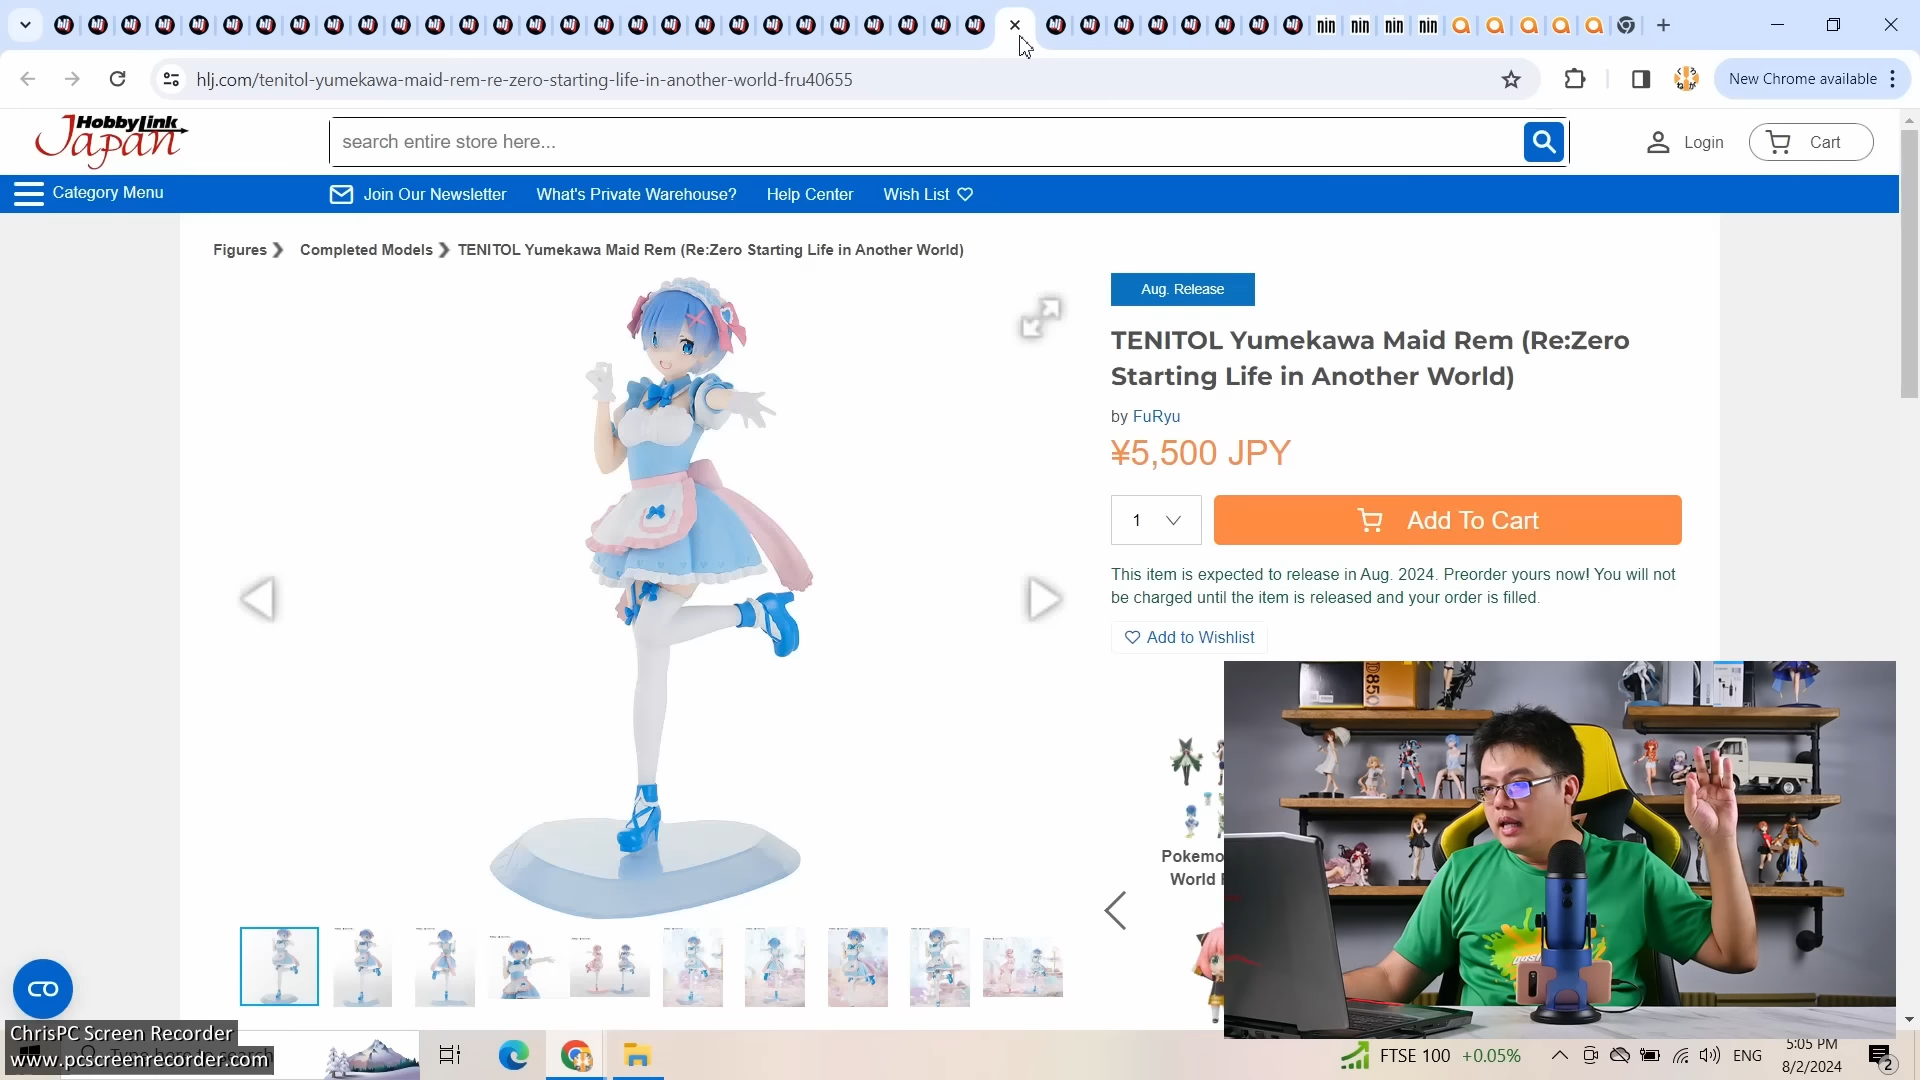 hlj.com/tenitol-yumekawa-maid-rem-re-zero-starting-life-in-another-world-fru40655
New Chrome available
HobbyLink
Japan
search entire store here...
Login
Cart
Category Menu
Join Our Newsletter
What's Private Warehouse?
Help Center
Wish List
Figures
Completed Models
TENITOL Yumekawa Maid Rem (Re:Zero Starting Life in Another World)
Aug. Release
TENITOL Yumekawa Maid Rem (Re:Zero
Starting Life in Another World)
by FuRyu
¥5,500 JPY
1
Add To Cart
This item is expected to release in Aug. 2024. Preorder yours now! You will not
be charged until the item is released and your order is filled.
Add to Wishlist
D850
Pokemo
World
ChrisPC Screen Recorder
www.pcscreenrecorder.com
FTSE 100 +0.05%
ENG
5:05 PM
8/2/2024
2